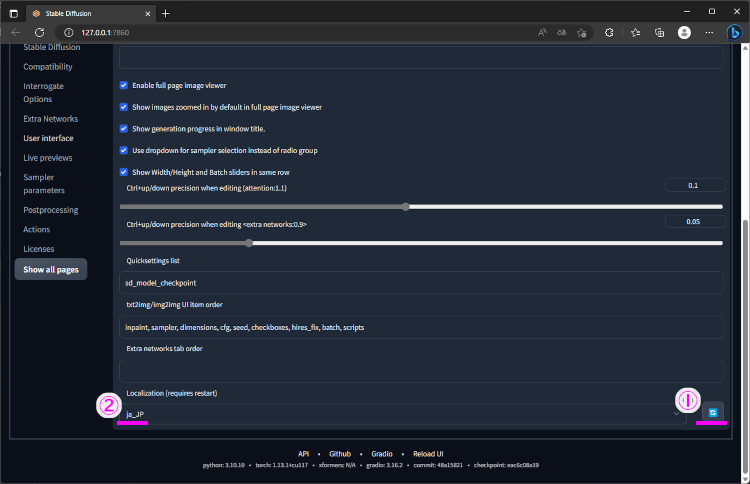 Stable Diffusion
127.0.0.1:7860
Stable Diffusion
Compatibility
Interrogate
Options
Extra Networks
User interface
Live previews
Sampler
parameters
Postprocessing
Actions
Licenses
Show all pages
Enable full page image viewer
Show images zoomed in by default in full page image viewer
Show generation progress in window title.
Use dropdown for sampler selection instead of radio group
Show Width/Height and Batch sliders in same row
Ctrl+up/down precision when editing (attention:1.1)
0.1
Ctrl+up/down precision when editing <extra networks:0.9>
0.05
Quicksettings list
sd_model_checkpoint
txt2img/img2img UI item order
inpaint, sampler, dimensions, cfg, seed, checkboxes, hires_fix, batch, scripts
Extra networks tab order
Localization (requires restart)
②
ja_JP
①
API • Github • Gradio • Reload UI
python: 3.10.10 • torch: 1.13.1+cu117 • xformers: N/A • gradio: 3.16.2 • commit: 48a15821 • checkpoint: eac6c08a19